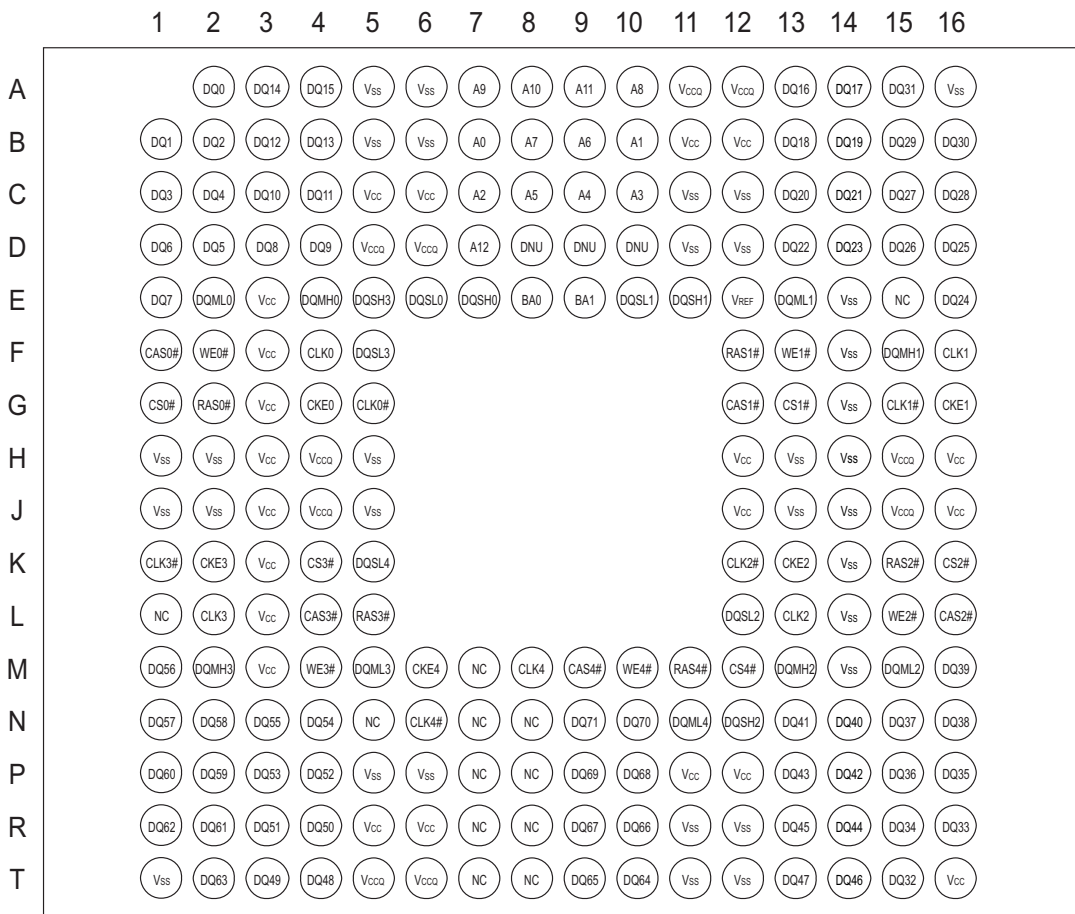 1 2 3 4 5 6 7 8 9 10 11 12 13 14 15 16
A DQ0 DQ14 DQ15 Vss Vss A9 A10 A11 A8 VCCQ VCCQ DQ16 DQ17 DQ31 Vss
B DQ1 DQ2 DQ12 DQ13 Vss Vss A0 A7 A6 A1 Vcc Vcc DQ18 DQ19 DQ29 DQ30
C DQ3 DQ4 DQ10 DQ11 Vcc Vcc A2 A5 A4 A3 Vss Vss DQ20 DQ21 DQ27 DQ28
D DQ6 DQ5 DQ8 DQ9 VCCQ VCCQ A12 DNU DNU DNU Vss Vss DQ22 DQ23 DQ26 DQ25
E DQ7 DQML0 Vcc DQMH0 DQSH3 DQSL0 DQSH0 BA0 BA1 DQSL1 DQSH1 VREF DQML1 Vss NC DQ24
F CAS0# WE0# Vcc CLK0 DQSL3 RAS1# WE1# Vss DQMH1 CLK1
G CS0# RAS0# Vcc CKE0 CLK0# CAS1# CS1# Vss CLK1# CKE1
H Vss Vss Vcc VCCQ Vss Vcc Vss Vss VCCQ Vcc
J Vss Vss Vcc VCCQ Vss Vcc Vss Vss VCCQ Vcc
K CLK3# CKE3 Vcc CS3# DQSL4 CLK2# CKE2 Vss RAS2# CS2#
L NC CLK3 Vcc CAS3# RAS3# DQSL2 CLK2 Vss WE2# CAS2#
M DQ56 DQMH3 Vcc WE3# DQML3 CKE4 NC CLK4 CAS4# WE4# RAS4# CS4# DQMH2 Vss DQML2 DQ39
N DQ57 DQ58 DQ55 DQ54 NC CLK4# NC NC DQ71 DQ70 DQML4 DQSH2 DQ41 DQ40 DQ37 DQ38
P DQ60 DQ59 DQ53 DQ52 Vss Vss NC NC DQ69 DQ68 Vcc Vcc DQ43 DQ42 DQ36 DQ35
R DQ62 DQ61 DQ51 DQ50 Vcc Vcc NC NC DQ67 DQ66 Vss Vss DQ45 DQ44 DQ34 DQ33
T Vss DQ63 DQ49 DQ48 VCCQ VCCQ NC NC DQ65 DQ64 Vss Vss DQ47 DQ46 DQ32 Vcc